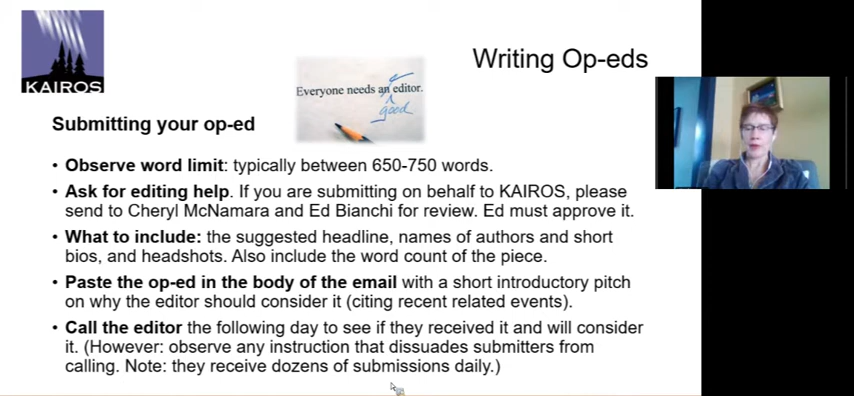 KAIROS
Writing Op-eds
Everyone needs an editor.
good
Submitting your op-ed
• Observe word limit: typically between 650-750 words.
• Ask for editing help. If you are submitting on behalf to KAIROS, please
send to Cheryl McNamara and Ed Bianchi for review. Ed must approve it.
• What to include: the suggested headline, names of authors and short
bios, and headshots. Also include the word count of the piece.
• Paste the op-ed in the body of the email with a short introductory pitch
on why the editor should consider it (citing recent related events).
• Call the editor the following day to see if they received it and will consider
it. (However: observe any instruction that dissuades submitters from
calling. Note: they receive dozens of submissions daily.)